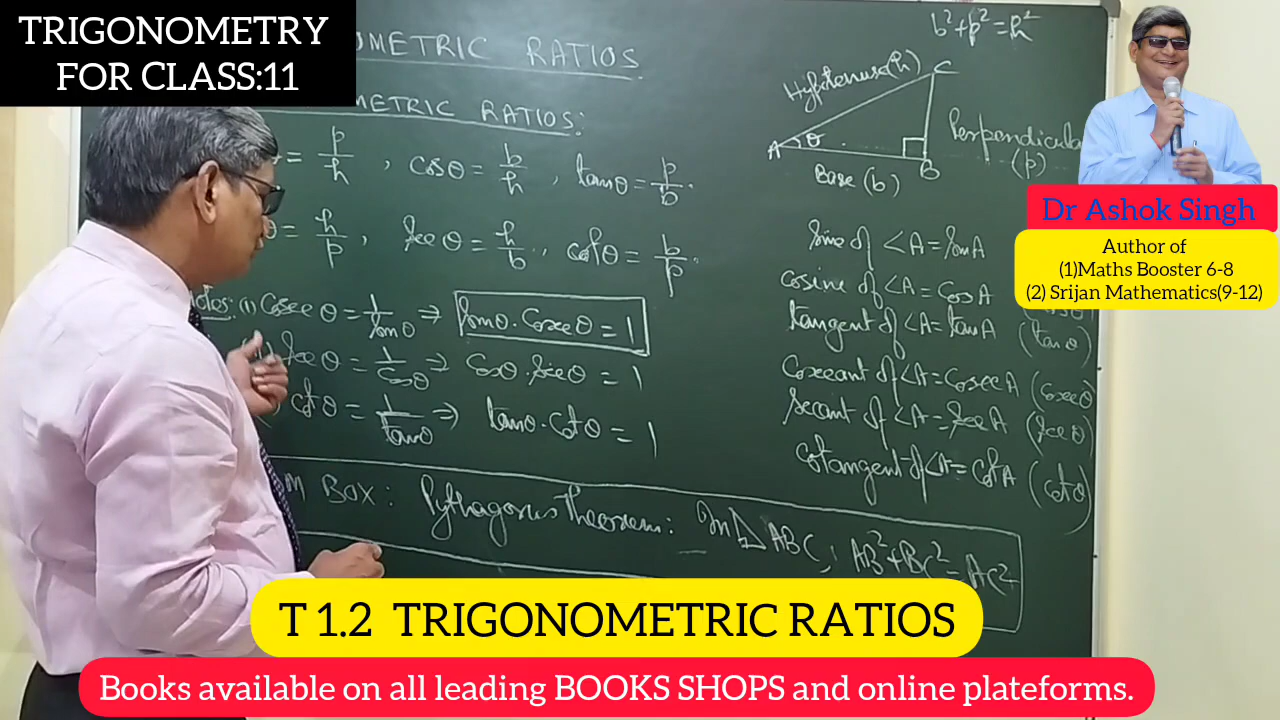 TRIGONOMETRY
FOR CLASS:11
OMETRIC RATIOS
METRIC RATIOS:
= p/h , cosθ = b/h , tanθ = p/b .
θ = h/p , secθ = h/b , cotθ = b/p .
Notes: (i) Cosecθ = 1/sinθ ⇒ sinθ.Cosecθ = 1
secθ = 1/Cosθ ⇒ Cosθ.secθ = 1
cotθ = 1/tanθ ⇒ tanθ.Cotθ = 1
M BOX: Pythagorus Theorem: In ⊿ ABC, AB²+BC² = AC²
b²+p²=h²
Hypotenuse(h)
C
A
θ
B
Base (b)
Perpendicular
(p)
Sine of ∠A = sinA
cosine of ∠A = CosA
tangent of ∠A = tanA (tanθ)
Cosecant of ∠A = CosecA (cosecθ)
secant of ∠A = secA (secθ)
cotangent of ∠A = cotA (cotθ)
Dr Ashok Singh
Author of
(1)Maths Booster 6-8
(2) Srijan Mathematics(9-12)
T 1.2 TRIGONOMETRIC RATIOS
Books available on all leading BOOKS SHOPS and online plateforms.